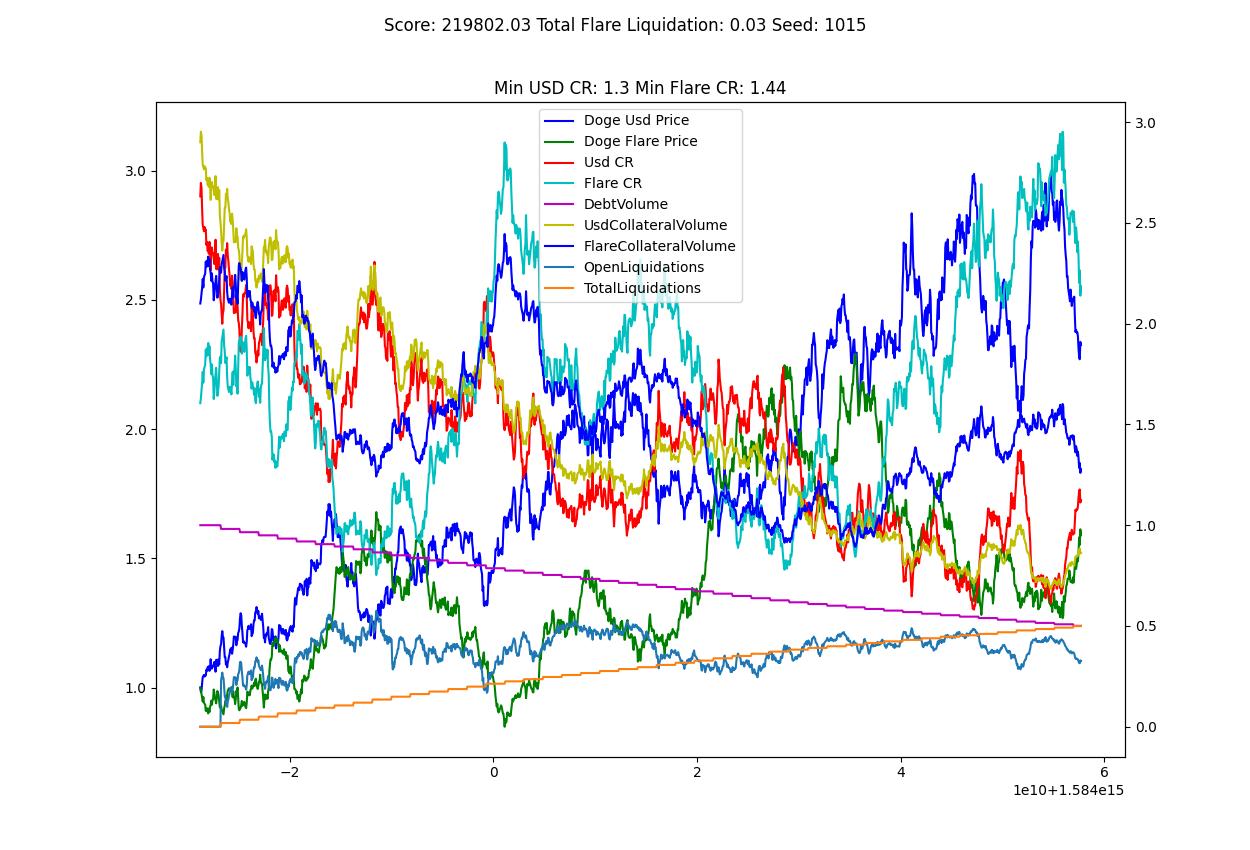 Score: 219802.03 Total Flare Liquidation: 0.03 Seed: 1015
Min USD CR: 1.3 Min Flare CR: 1.44
Doge Usd Price
Doge Flare Price
Usd CR
Flare CR
DebtVolume
UsdCollateralVolume
FlareCollateralVolume
OpenLiquidations
TotalLiquidations
3.0
2.5
2.0
1.5
1.0
3.0
2.5
2.0
1.5
1.0
0.5
0.0
−2
0
2
4
6
1e10+1.584e15